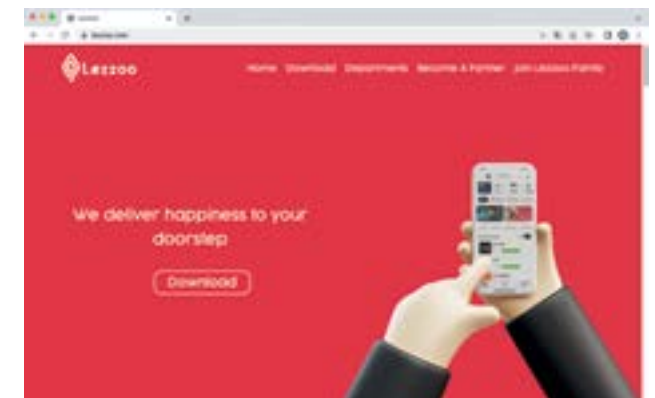 Lezzoo
Home Download Departments Become A Partner Join Lezzoo Family
We deliver happiness to your
doorstep
Download